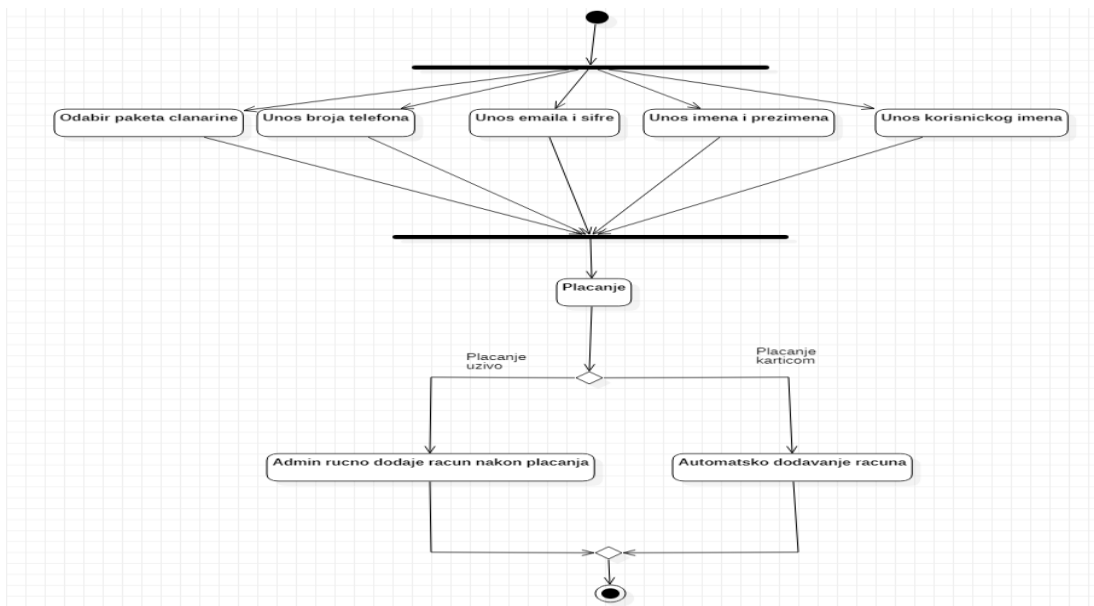 Odabir paketa clanarine
Unos broja telefona
Unos emaila i sifre
Unos imena i prezimena
Unos korisnickog imena
Placanje
Placanje
uzivo
Placanje
karticom
Admin rucno dodaje racun nakon placanja
Automatsko dodavanje racuna